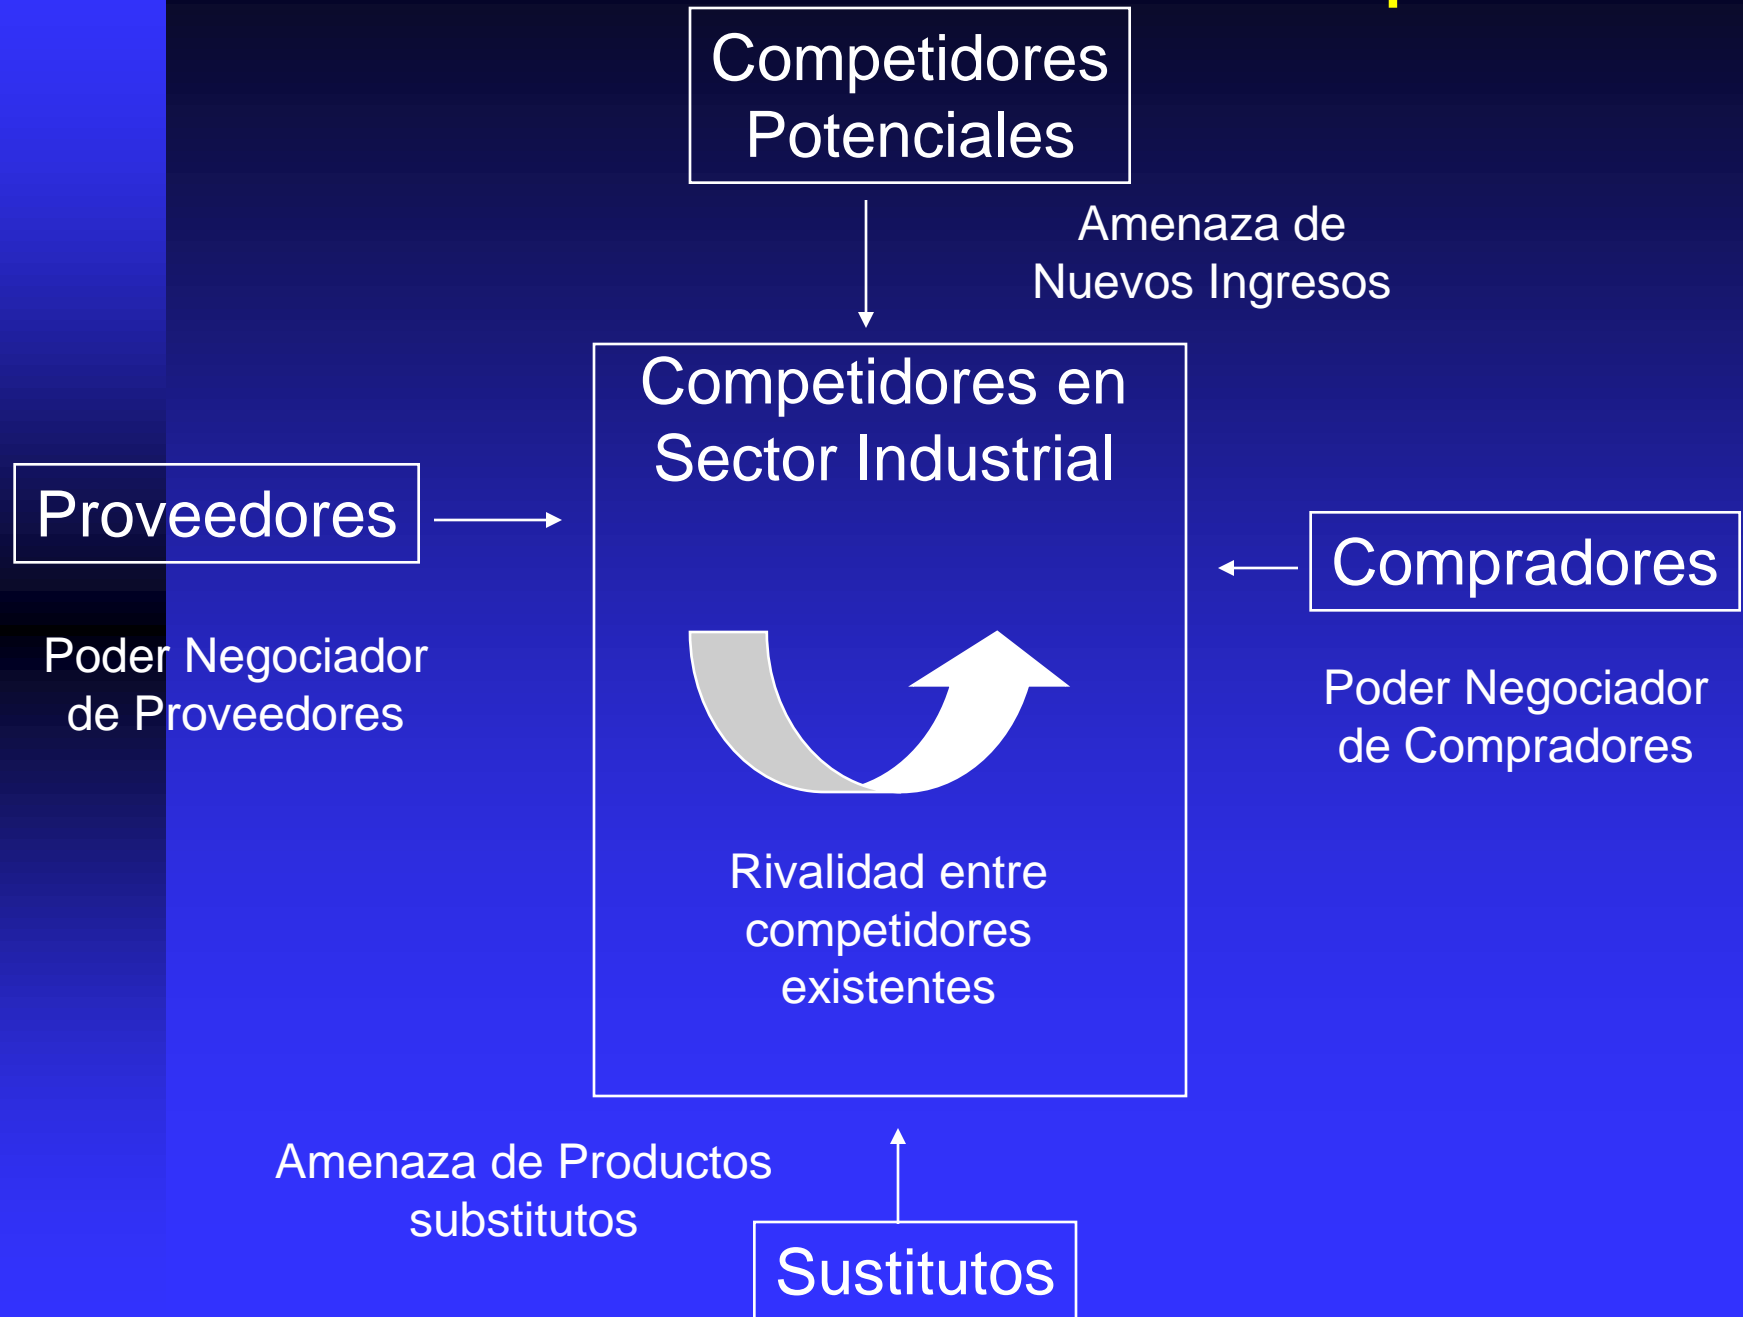 Competidores
Potenciales
Amenaza de
Nuevos Ingresos
Competidores en
Sector Industrial
Proveedores
Compradores
Poder Negociador
de Proveedores
Poder Negociador
de Compradores
Rivalidad entre
competidores
existentes
Amenaza de Productos
substitutos
Sustitutos